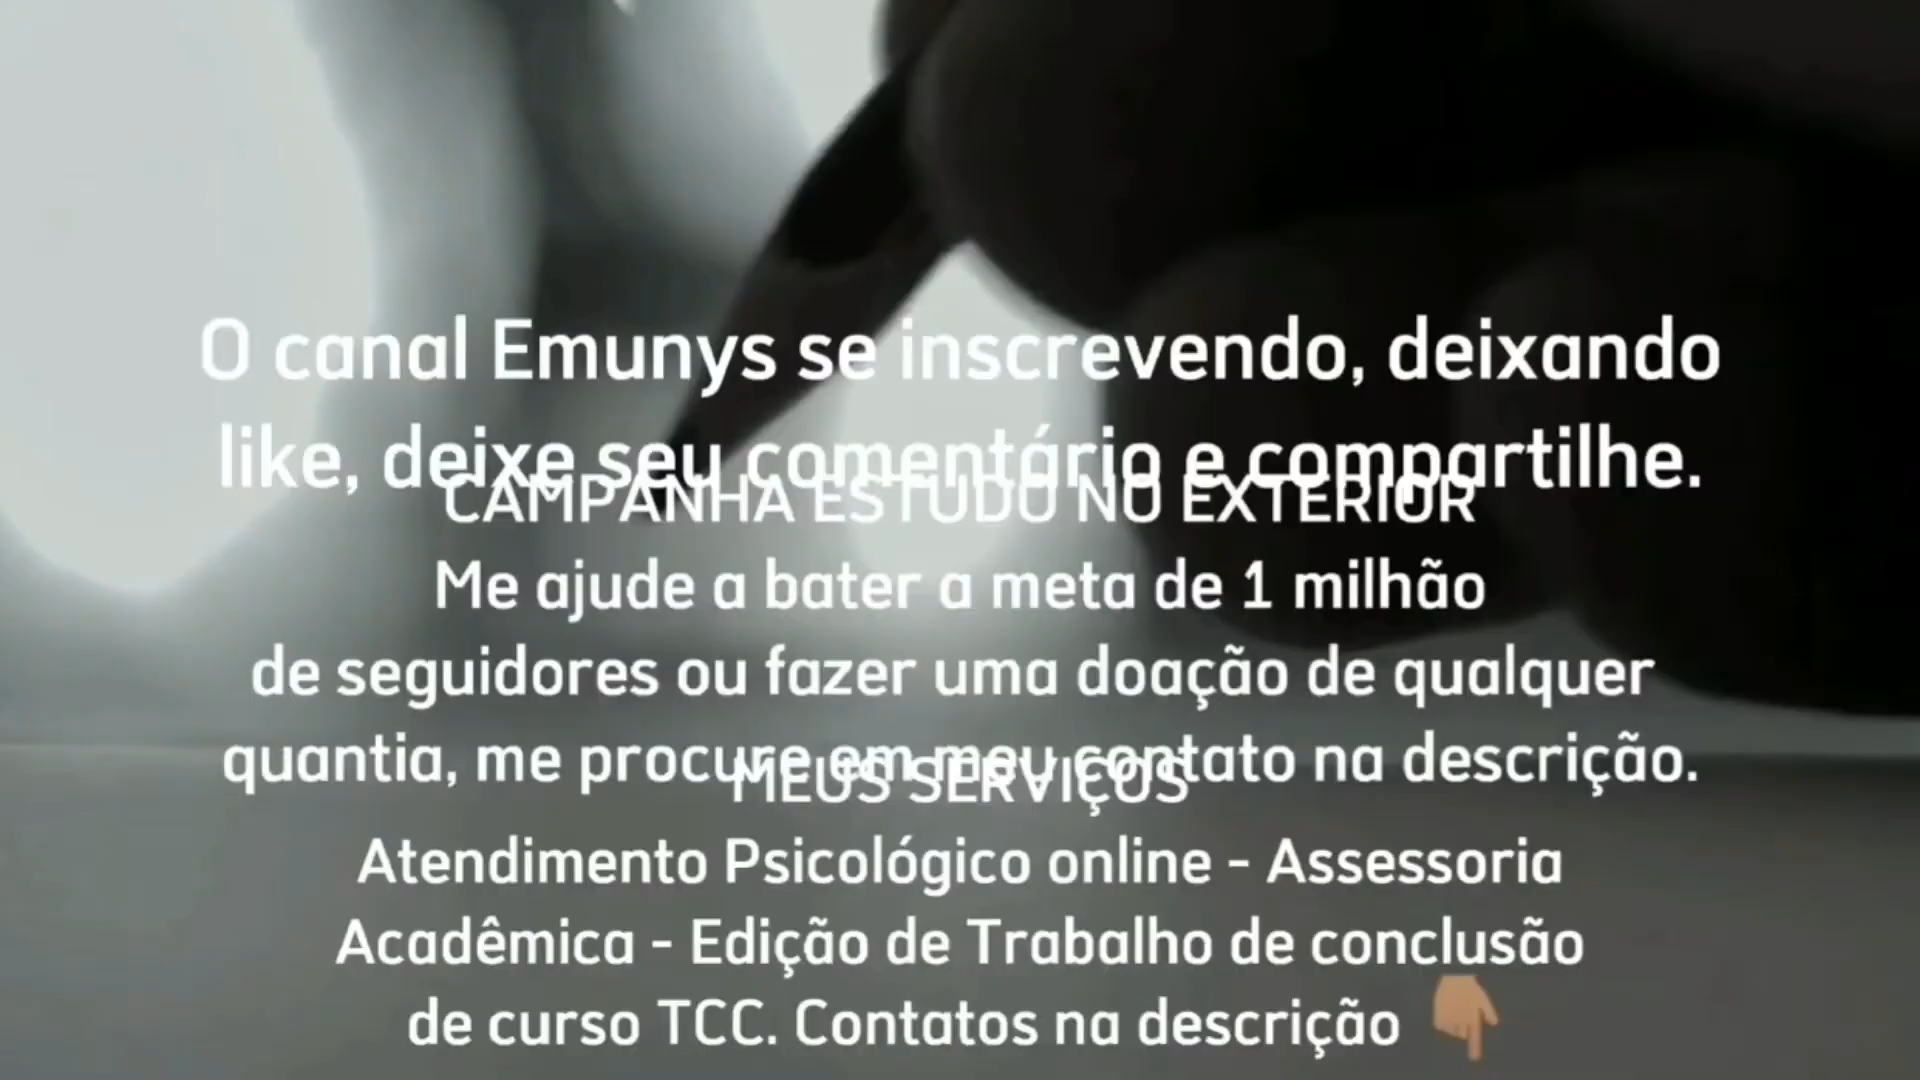 O canal Emunys se inscrevendo, deixando
like, deixe seu comentário e compartilhe.
CAMPANHA ESTUDO NO EXTERIOR
Me ajude a bater a meta de 1 milhão
de seguidores ou fazer uma doação de qualquer
quantia, me procure em meu contato na descrição.
MEUS SERVIÇOS
Atendimento Psicológico online - Assessoria
Acadêmica - Edição de Trabalho de conclusão
de curso TCC. Contatos na descrição 👇🏽